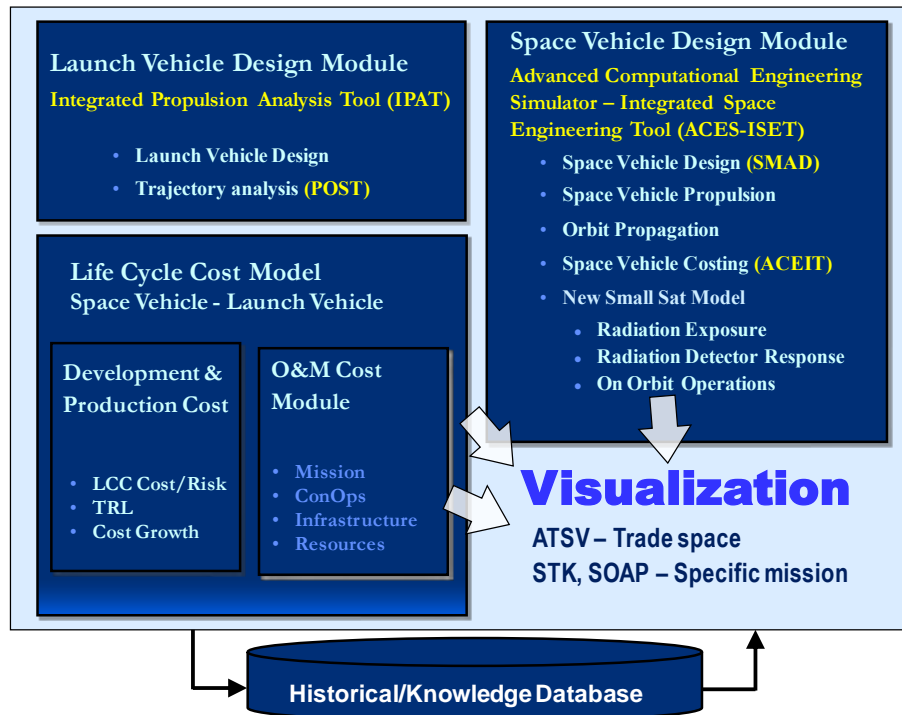 Launch Vehicle Design Module
Integrated Propulsion Analysis Tool (IPAT)
• Launch Vehicle Design
• Trajectory analysis (POST)
Space Vehicle Design Module
Advanced Computational Engineering
Simulator – Integrated Space
Engineering Tool (ACES-ISET)
• Space Vehicle Design (SMAD)
• Space Vehicle Propulsion
• Orbit Propagation
• Space Vehicle Costing (ACEIT)
• New Small Sat Model
• Radiation Exposure
• Radiation Detector Response
• On Orbit Operations
Life Cycle Cost Model
Space Vehicle - Launch Vehicle
Development &
Production Cost
• LCC Cost/Risk
• TRL
• Cost Growth
O&M Cost
Module
• Mission
• ConOps
• Infrastructure
• Resources
Visualization
ATSV – Trade space
STK, SOAP – Specific mission
Historical/Knowledge Database